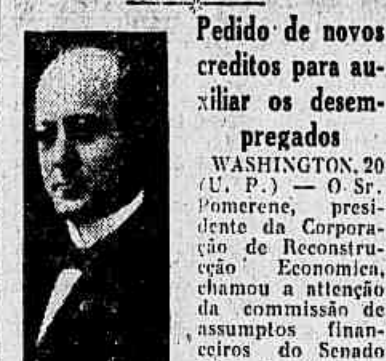 Pedido de novos
creditos para au-
xiliar os desem-
pregados
WASHINGTON, 20
(U. P.) — O Sr.
Pomerene, presi-
dente da Corpora-
ção de Reconstru-
cção Economica,
chamou a attenção
da commissão de
assumptos finan-
ceiros do Senado